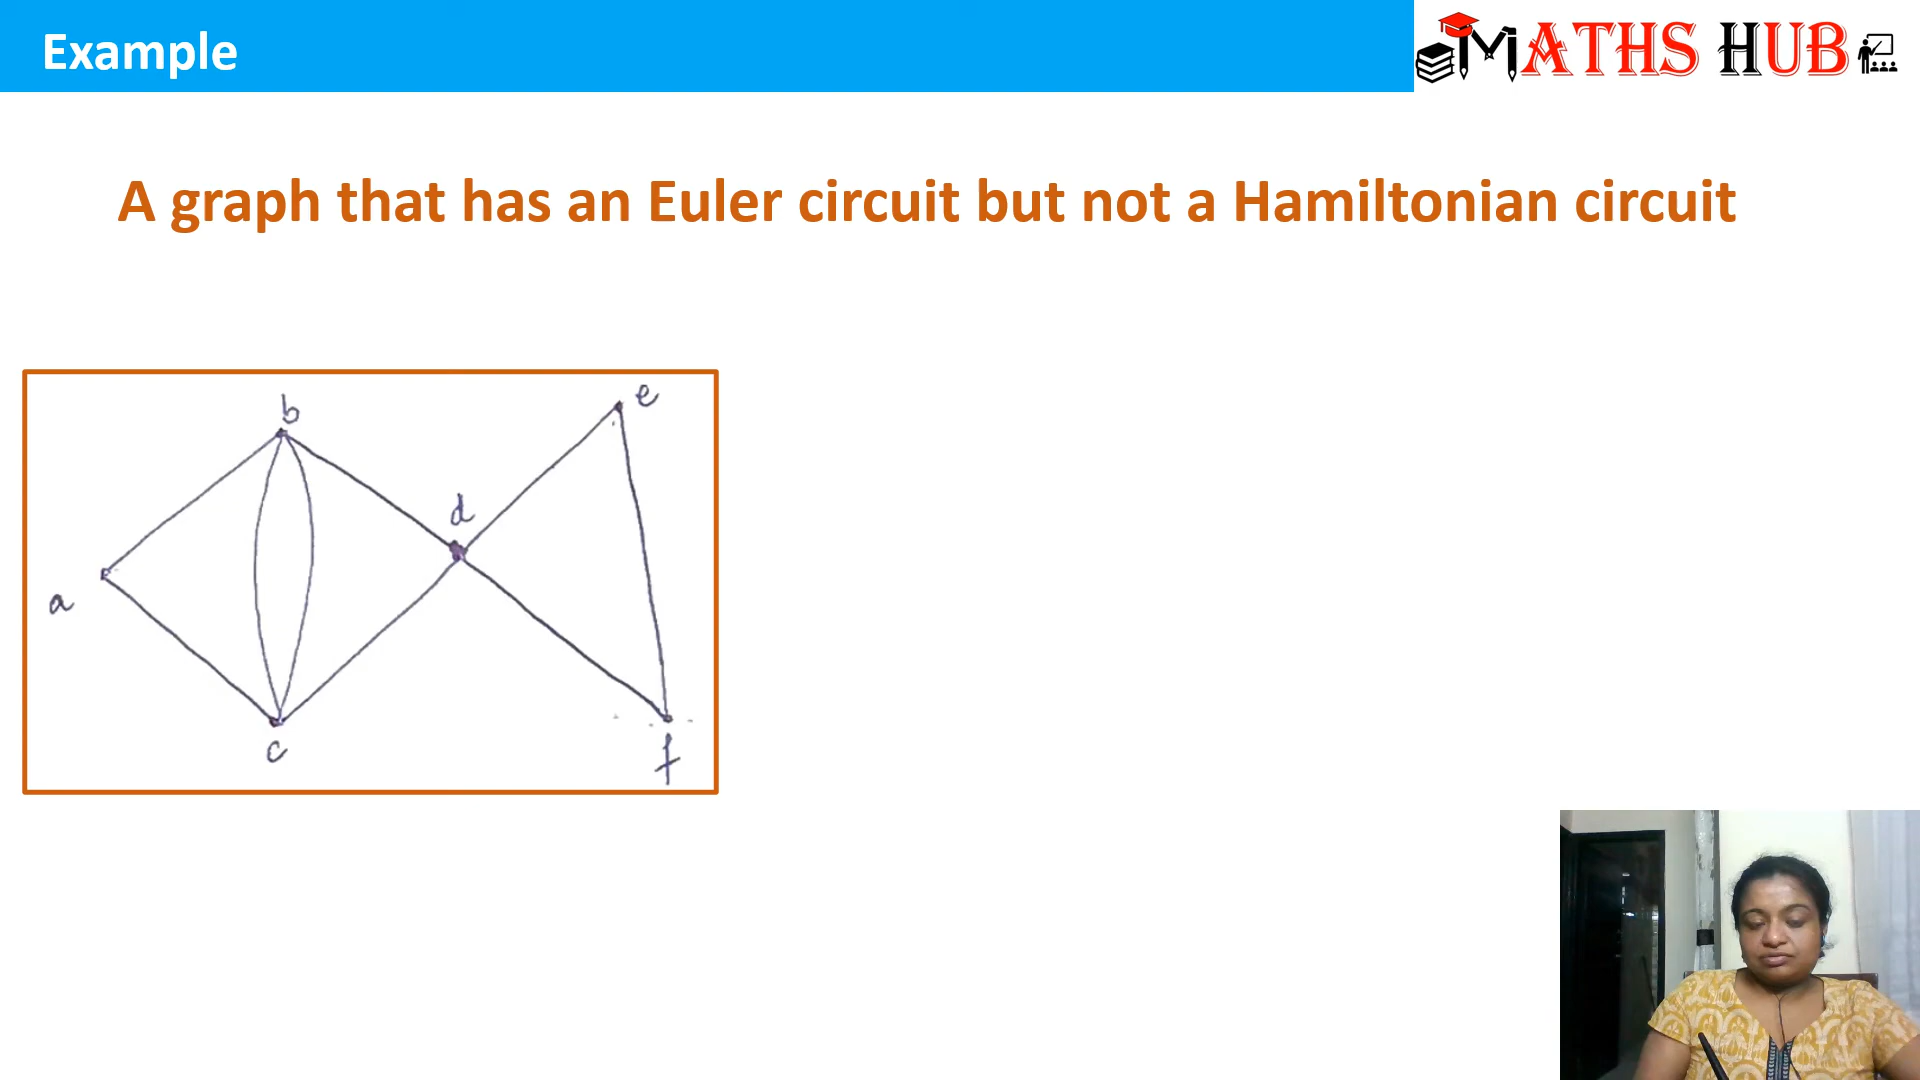 Example
MATHS HUB
A graph that has an Euler circuit but not a Hamiltonian circuit
b
e
d
a
c
f